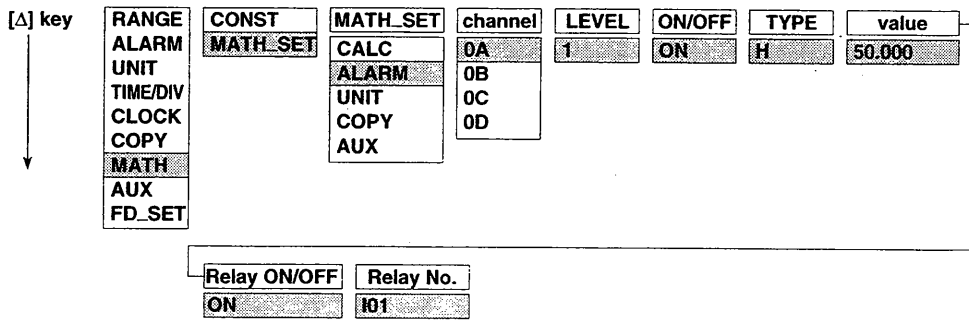 [Δ] key
RANGE
ALARM
UNIT
TIME/DIV
CLOCK
COPY
MATH
AUX
FD_SET
CONST
MATH_SET
MATH_SET
CALC
ALARM
UNIT
COPY
AUX
channel
0A
0B
0C
0D
LEVEL
1
ON/OFF
ON
TYPE
H
value
50.000
Relay ON/OFF
ON
Relay No.
I01